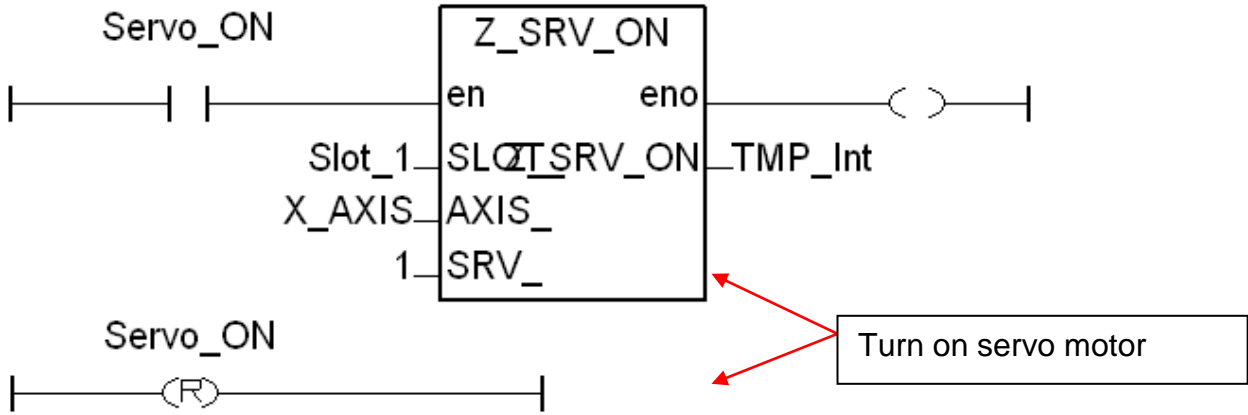 Servo_ON
Z_SRV_ON
en eno
Slot_1 SLOT_ Z_SRV_ON TMP_Int
X_AXIS AXIS_
1 SRV_
Turn on servo motor
Servo_ON
R